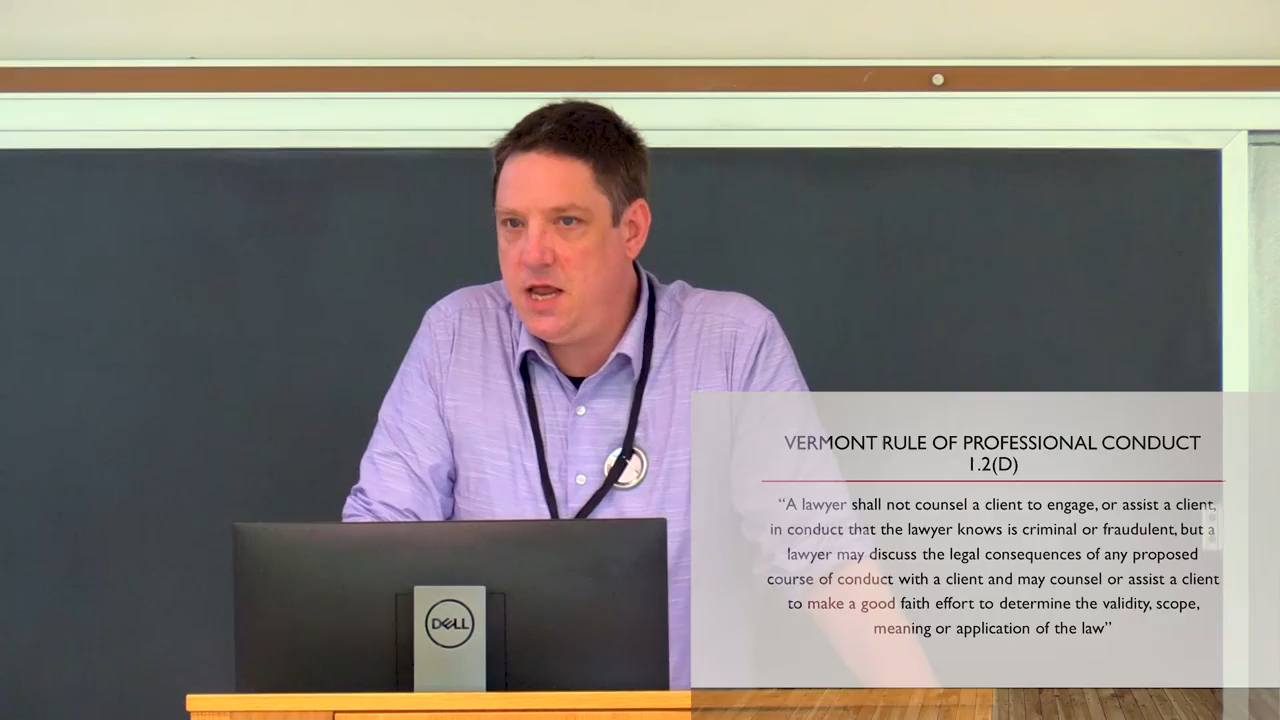 VERMONT RULE OF PROFESSIONAL CONDUCT
1.2(D)
“A lawyer shall not counsel a client to engage, or assist a client,
in conduct that the lawyer knows is criminal or fraudulent, but a
lawyer may discuss the legal consequences of any proposed
course of conduct with a client and may counsel or assist a client
to make a good faith effort to determine the validity, scope,
meaning or application of the law”
DELL